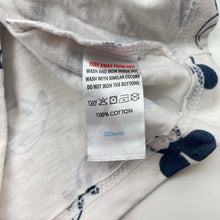 KEEP AWAY FROM FIRE
WASH AND IRON INSIDE OUT
WASH WITH SIMILAR COLORS
DO NOT IRON THE BUTTONS
100% COTTON
©Disney